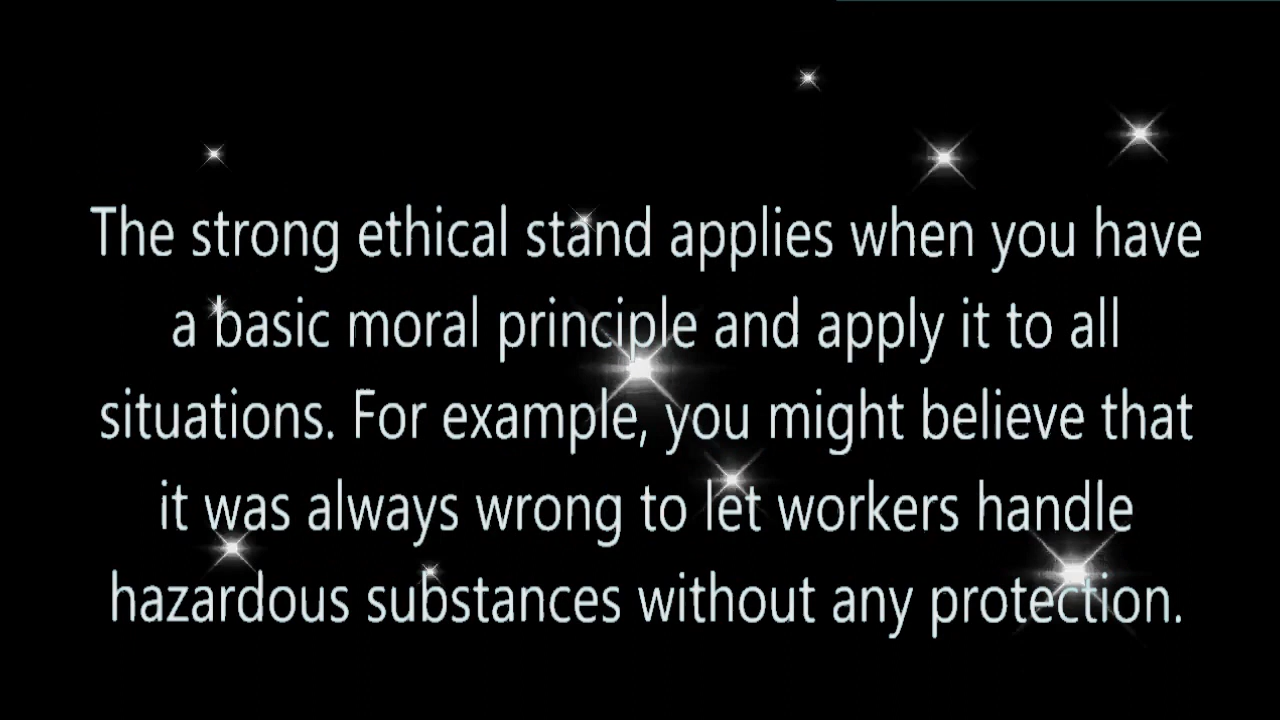 The strong ethical stand applies when you have
a basic moral principle and apply it to all
situations. For example, you might believe that
it was always wrong to let workers handle
hazardous substances without any protection.